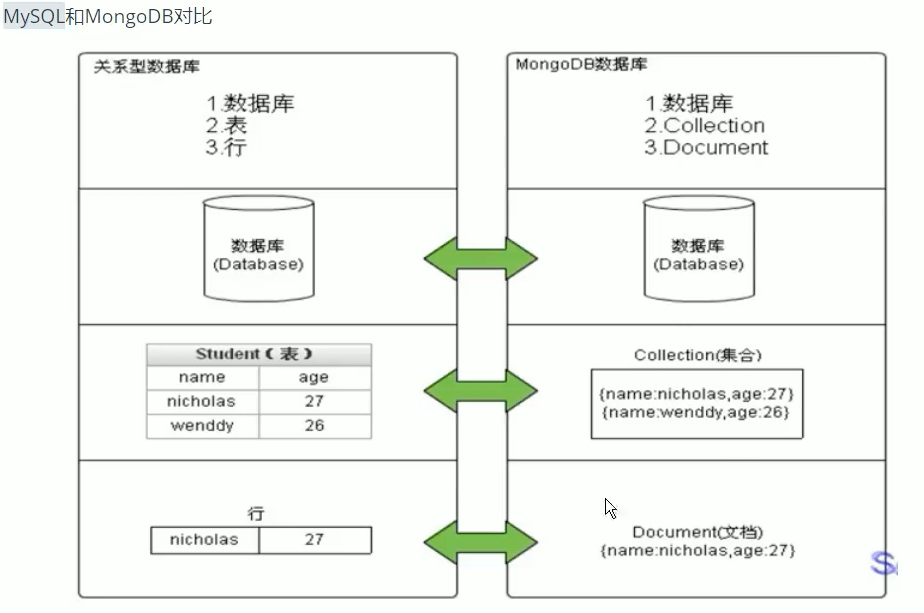 MySQL和MongoDB对比
关系型数据库
1.数据库
2.表
3.行
MongoDB数据库
1.数据库
2.Collection
3.Document
数据库
(Database)
数据库
(Database)
Student(表)
name age
nicholas 27
wenddy 26
Collection(集合)
{name:nicholas,age:27}
{name:wenddy,age:26}
行
nicholas 27
Document(文档)
{name:nicholas,age:27}